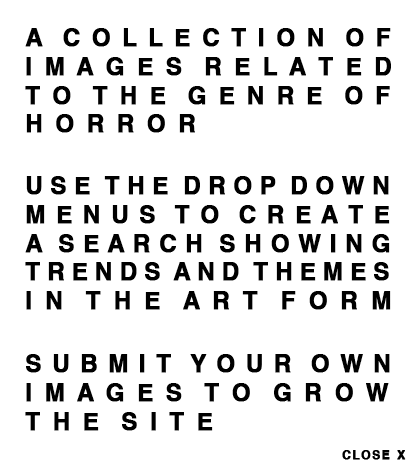 A COLLECTION OF
IMAGES RELATED
TO THE GENRE OF
HORROR
USE THE DROP DOWN
MENUS TO CREATE
A SEARCH SHOWING
TRENDS AND THEMES
IN THE ART FORM
SUBMIT YOUR OWN
IMAGES TO GROW
THE SITE
CLOSE X